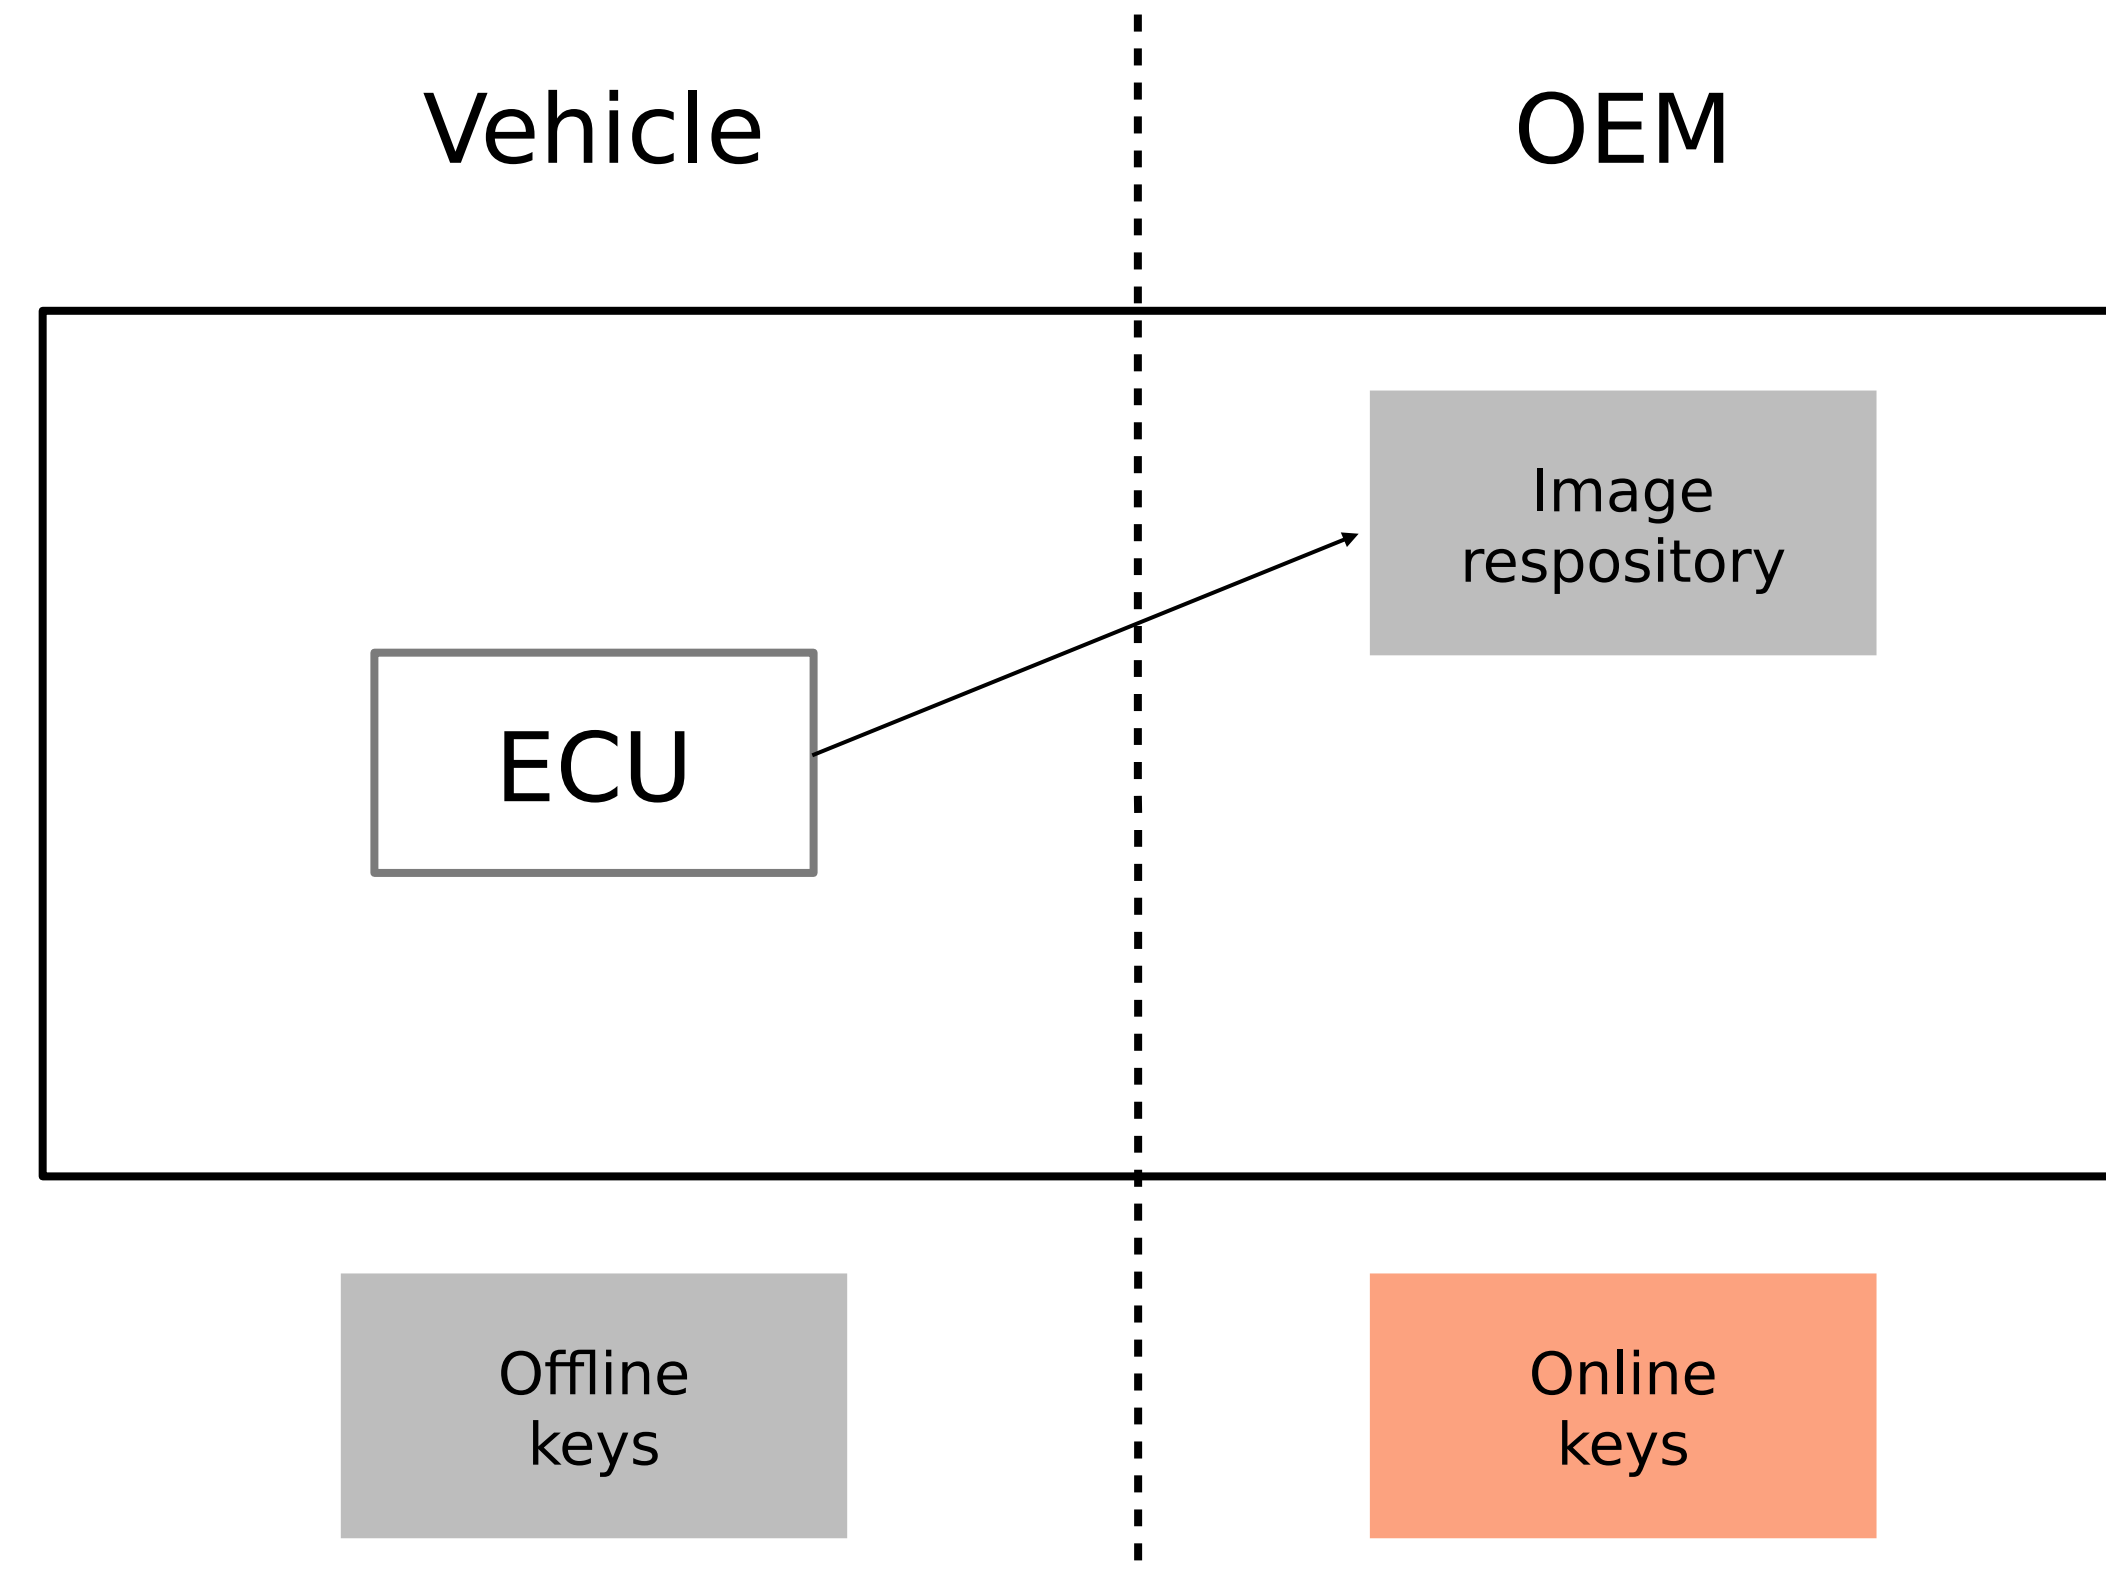 Vehicle
OEM
Image
respository
ECU
Offline
keys
Online
keys